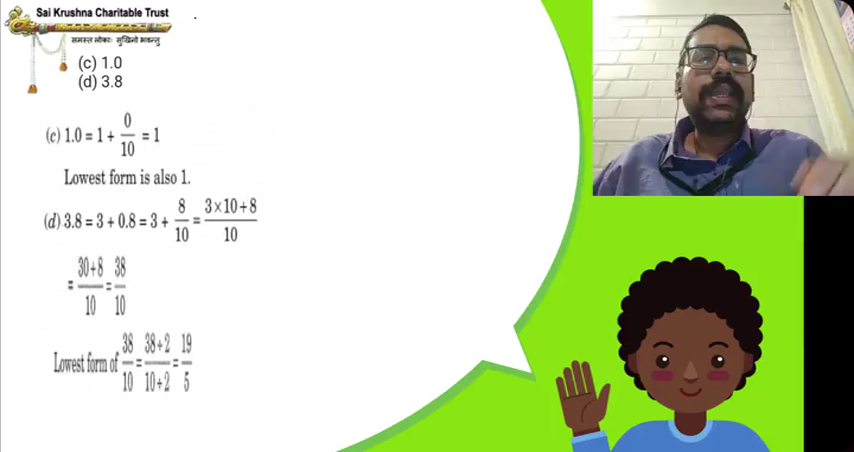 Sai Krushna Charitable Trust
समस्त लोकाः सुखिनो भवन्तु
(c) 1.0
(d) 3.8
(c) 1.0 = 1 + 0/10 = 1
Lowest form is also 1.
(d) 3.8 = 3 + 0.8 = 3 + 8/10 = 3×10+8/10
= 30+8/10 = 38/10
Lowest form of 38/10 = 38÷2/10÷2 = 19/5